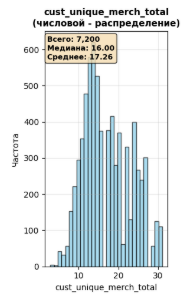 cust_unique_merch_total
(числовой - распределение)
Всего: 7,200
Медиана: 16.00
Среднее: 17.26
600
500
400
300
200
100
0
Частота
10
20
30
cust_unique_merch_total